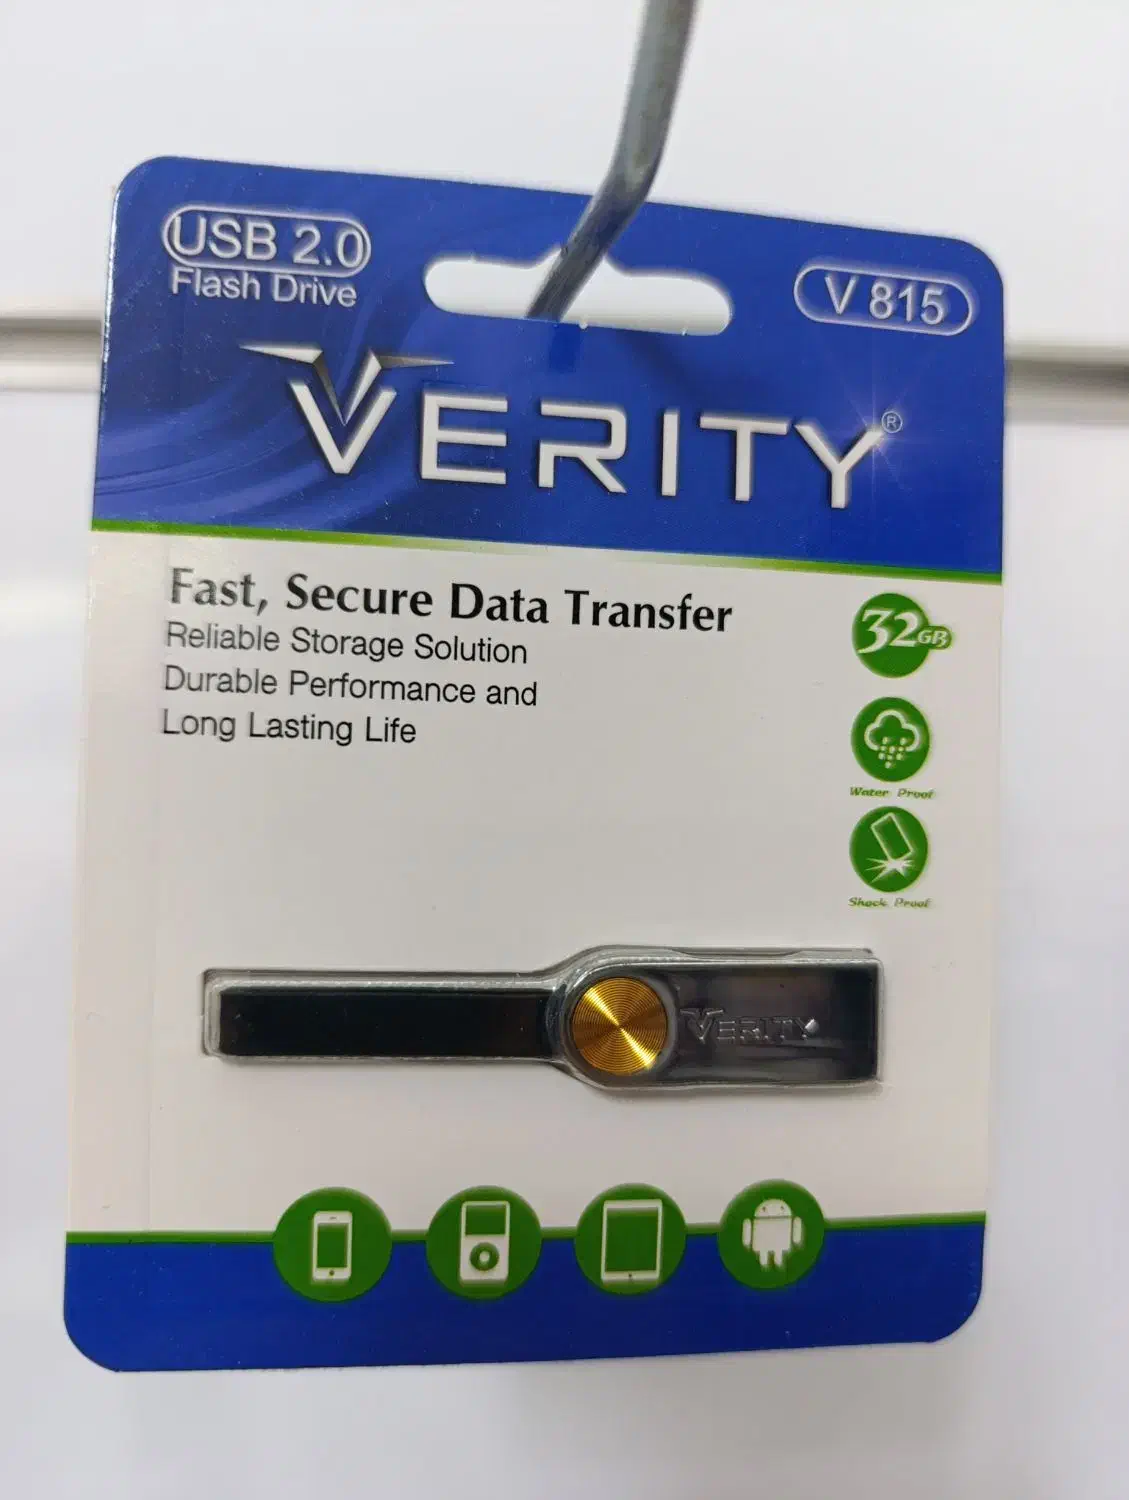 USB 2.0
Flash Drive
V 815
VERITY®
Fast, Secure Data Transfer
Reliable Storage Solution
Durable Performance and
Long Lasting Life
32GB
Water Proof
Shock Proof
VERITY